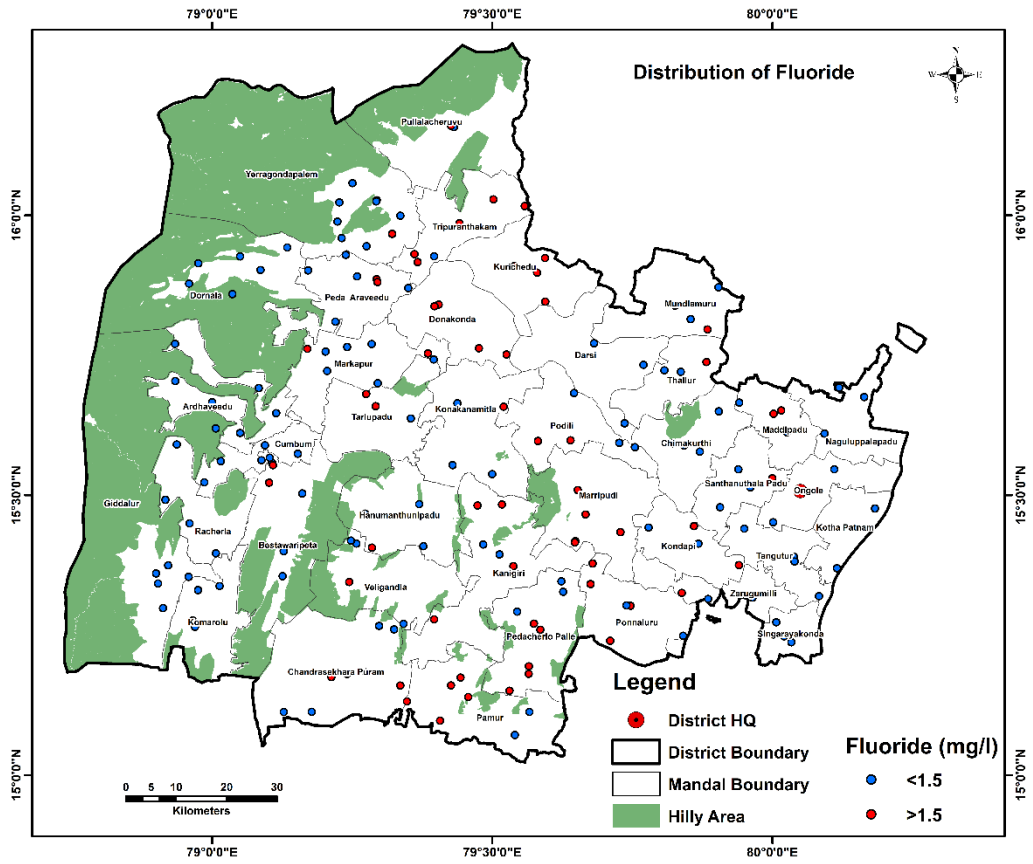 79°0'0"E 79°30'0"E 80°0'0"E
Distribution of Fluoride
N
W E
S
Pullalacheruvu
Yerragondapalem
16°0'0"N 16°0'0"N
Tripuranthakam
Kurichedu
Dornala
Peda Araveedu
Mundlamuru
Donakonda
Darsi
Markapur
Thallur
Ardhaveedu
Konakanamitla
Tarlupadu
Podili
Maddipadu
Cumbum
Chimakurthi
Naguluppalapadu
Santhanuthala Padu
15°30'0"N 15°30'0"N
Giddalur
Marripudi
Ongole
Hanumanthunipadu
Kotha Patnam
Racherla
Bestawaripeta
Kondapi
Tangutur
Kanigiri
Veligandla
Zarugumilli
Komarolu
Ponnaluru
Pedacherlo Palle
Singarayakonda
Chandrasekhara Puram
Pamur
Legend
District HQ
District Boundary
Mandal Boundary
Hilly Area
Fluoride (mg/l)
<1.5
>1.5
15°0'0"N 15°0'0"N
0 5 10 20 30
Kilometers
79°0'0"E 79°30'0"E 80°0'0"E